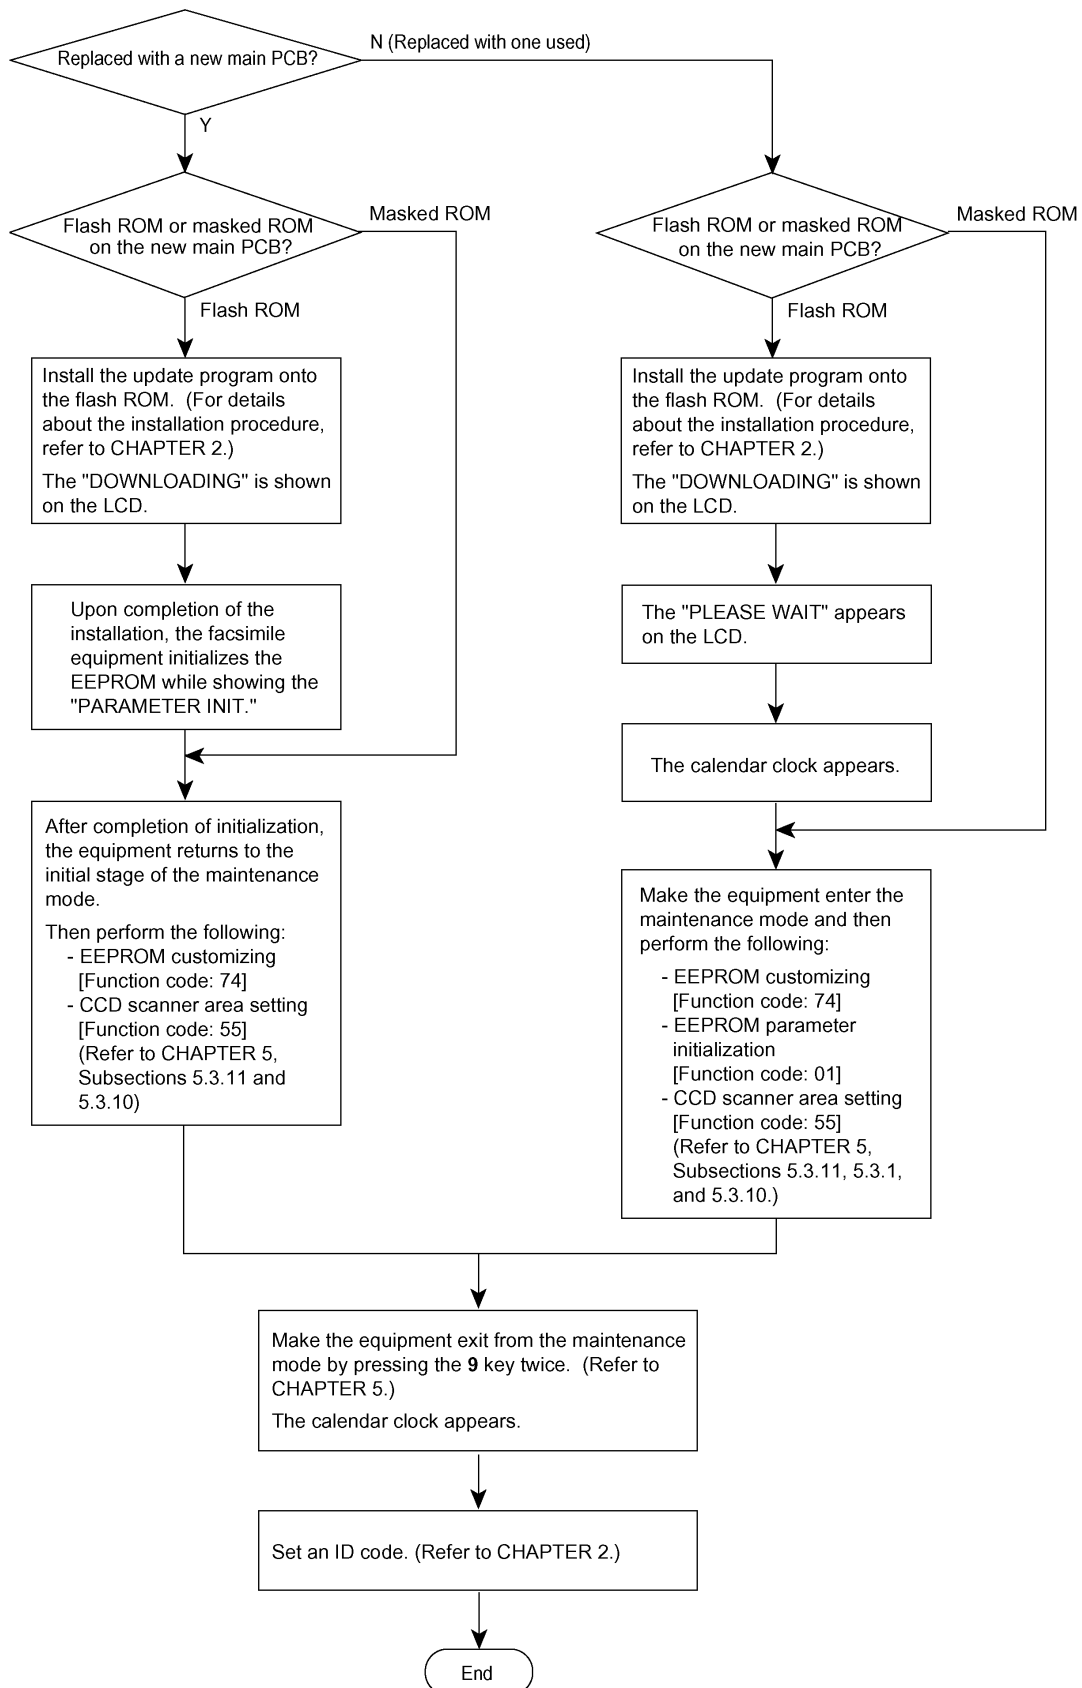 Replaced with a new main PCB?
N (Replaced with one used)
Y
Flash ROM or masked ROM
on the new main PCB?
Masked ROM
Flash ROM
Install the update program onto
the flash ROM.  (For details
about the installation procedure,
refer to CHAPTER 2.)
The "DOWNLOADING" is shown
on the LCD.
Upon completion of the
installation, the facsimile
equipment initializes the
EEPROM while showing the
"PARAMETER INIT."
After completion of initialization,
the equipment returns to the
initial stage of the maintenance
mode.
Then perform the following:
- EEPROM customizing
[Function code: 74]
- CCD scanner area setting
[Function code: 55]
(Refer to CHAPTER 5,
Subsections 5.3.11 and
5.3.10)
Flash ROM or masked ROM
on the new main PCB?
Masked ROM
Flash ROM
Install the update program onto
the flash ROM.  (For details
about the installation procedure,
refer to CHAPTER 2.)
The "DOWNLOADING" is shown
on the LCD.
The "PLEASE WAIT" appears
on the LCD.
The calendar clock appears.
Make the equipment enter the
maintenance mode and then
perform the following:
- EEPROM customizing
[Function code: 74]
- EEPROM parameter
initialization
[Function code: 01]
- CCD scanner area setting
[Function code: 55]
(Refer to CHAPTER 5,
Subsections 5.3.11, 5.3.1,
and 5.3.10.)
Make the equipment exit from the maintenance
mode by pressing the 9 key twice.  (Refer to
CHAPTER 5.)
The calendar clock appears.
Set an ID code. (Refer to CHAPTER 2.)
End